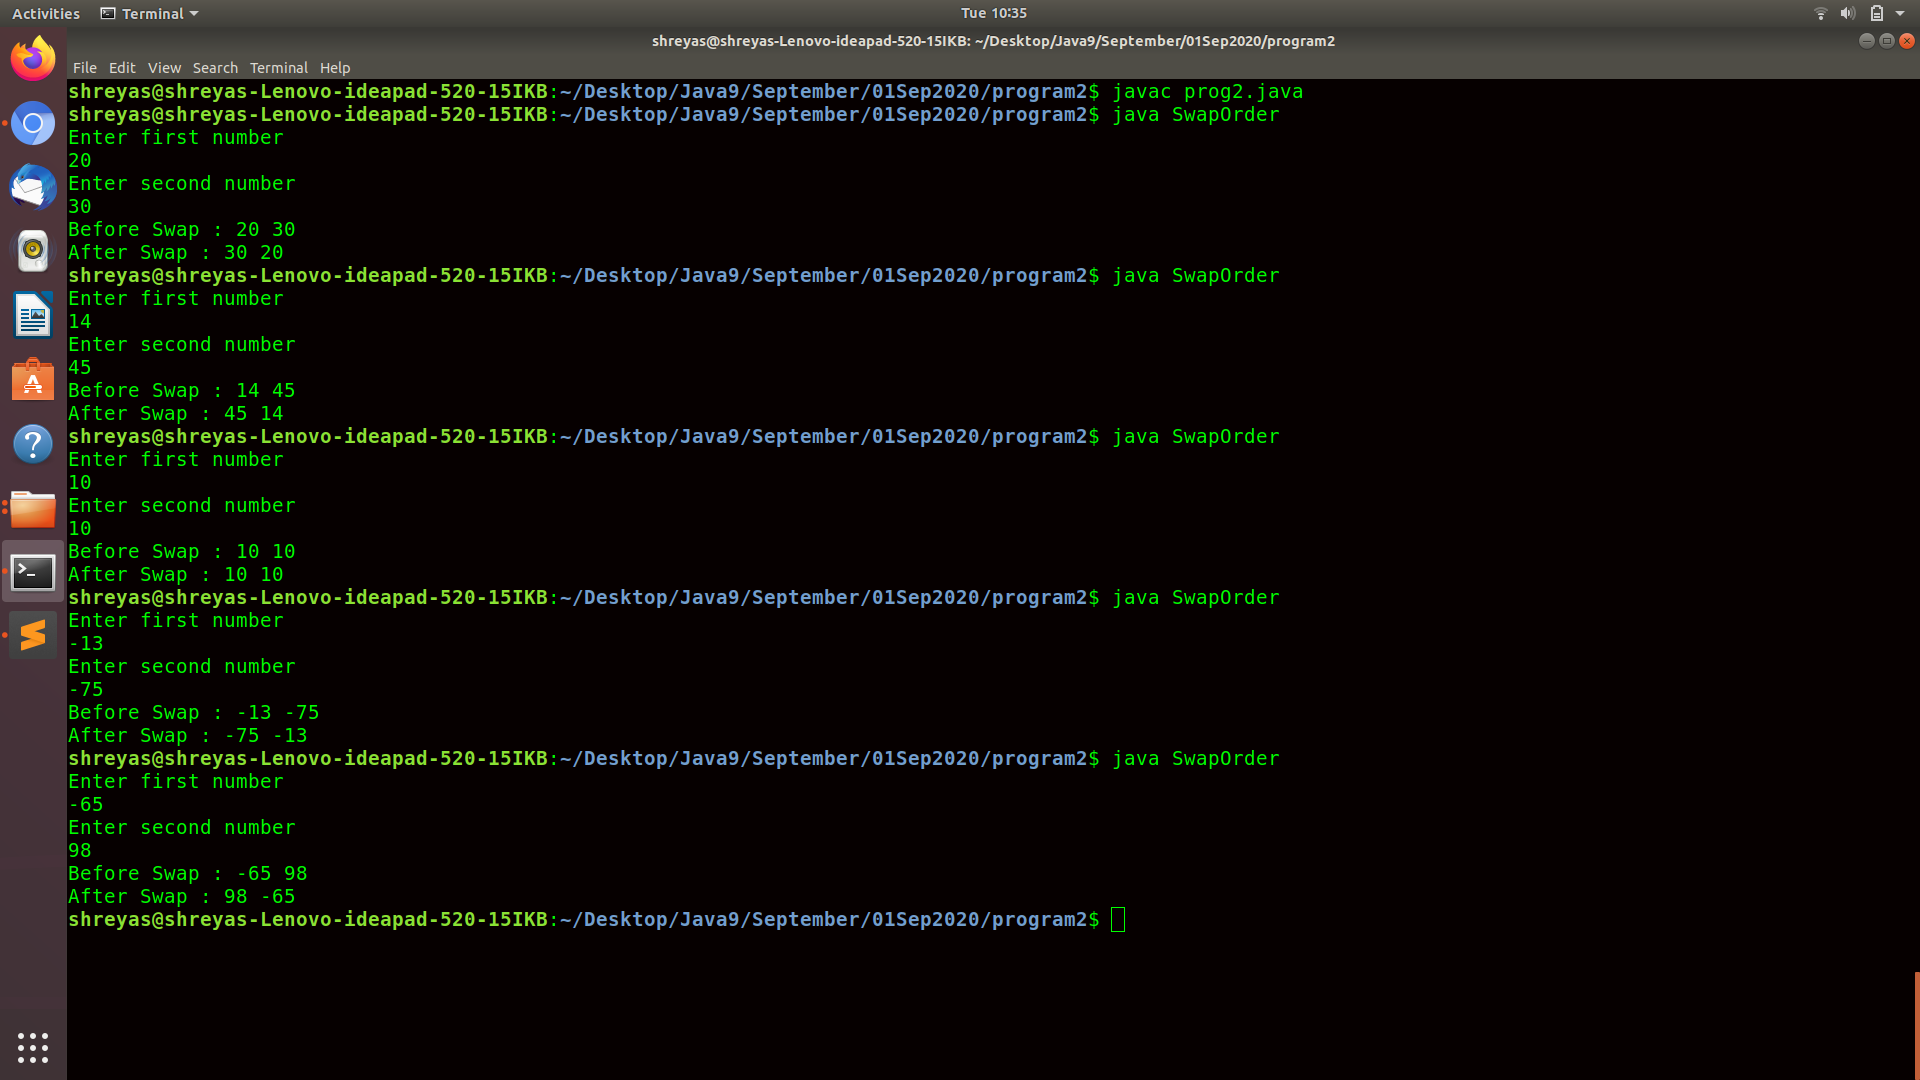 Activities Terminal Tue 10:35
shreyas@shreyas-Lenovo-ideapad-520-15IKB: ~/Desktop/Java9/September/01Sep2020/program2
File Edit View Search Terminal Help
shreyas@shreyas-Lenovo-ideapad-520-15IKB:~/Desktop/Java9/September/01Sep2020/program2$ javac prog2.java
shreyas@shreyas-Lenovo-ideapad-520-15IKB:~/Desktop/Java9/September/01Sep2020/program2$ java SwapOrder
Enter first number
20
Enter second number
30
Before Swap : 20 30
After Swap : 30 20
shreyas@shreyas-Lenovo-ideapad-520-15IKB:~/Desktop/Java9/September/01Sep2020/program2$ java SwapOrder
Enter first number
14
Enter second number
45
Before Swap : 14 45
After Swap : 45 14
shreyas@shreyas-Lenovo-ideapad-520-15IKB:~/Desktop/Java9/September/01Sep2020/program2$ java SwapOrder
Enter first number
10
Enter second number
10
Before Swap : 10 10
After Swap : 10 10
shreyas@shreyas-Lenovo-ideapad-520-15IKB:~/Desktop/Java9/September/01Sep2020/program2$ java SwapOrder
Enter first number
-13
Enter second number
-75
Before Swap : -13 -75
After Swap : -75 -13
shreyas@shreyas-Lenovo-ideapad-520-15IKB:~/Desktop/Java9/September/01Sep2020/program2$ java SwapOrder
Enter first number
-65
Enter second number
98
Before Swap : -65 98
After Swap : 98 -65
shreyas@shreyas-Lenovo-ideapad-520-15IKB:~/Desktop/Java9/September/01Sep2020/program2$